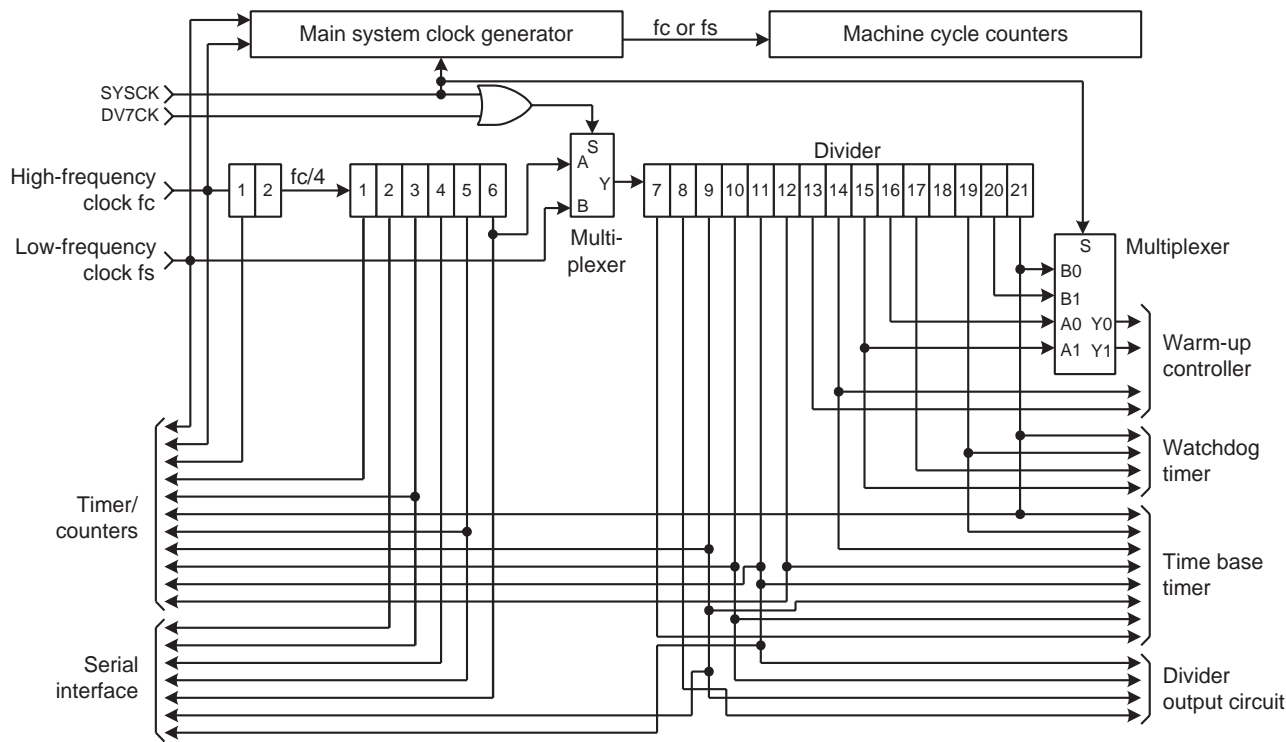 Main system clock generator
fc or fs
Machine cycle counters
SYSCK
DV7CK
S
A
Y
B
Multi-
plexer
Divider
High-frequency
clock fc
1 2
fc/4
1 2 3 4 5 6
7 8 9 10 11 12 13 14 15 16 17 18 19 20 21
Low-frequency
clock fs
S
B0
B1
A0 Y0
A1 Y1
Multiplexer
Warm-up
controller
Watchdog
timer
Timer/
counters
Time base
timer
Serial
interface
Divider
output circuit